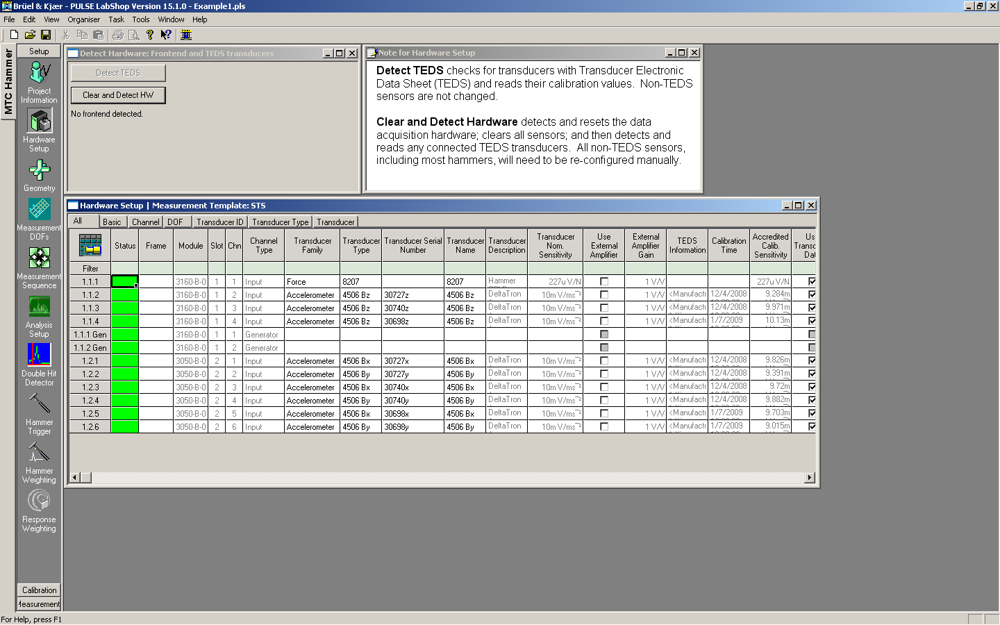 Brüel & Kjær - PULSE LabShop Version 15.1.0 - Example1.pls
File Edit View Organiser Task Tools Window Help
MTC Hammer
Setup
Project
Information
Hardware
Setup
Geometry
Measurement
DOFs
Measurement
Sequence
Analysis
Setup
Double Hit
Detector
Hammer
Trigger
Hammer
Weighting
Response
Weighting
Calibration
Measurement
Detect Hardware: Frontend and TEDS transducers
Detect TEDS
Clear and Detect HW
No frontend detected.
Note for Hardware Setup
Detect TEDS checks for transducers with Transducer Electronic
Data Sheet (TEDS) and reads their calibration values. Non-TEDS
sensors are not changed.
Clear and Detect Hardware detects and resets the data
acquisition hardware; clears all sensors; and then detects and
reads any connected TEDS transducers. All non-TEDS sensors,
including most hammers, will need to be re-configured manually.
Hardware Setup | Measurement Template: STS
All Basic Channel DOF Transducer ID Transducer Type Transducer
Status Frame Module Slot Chn Channel Type Transducer Family Transducer Type Transducer Serial Number Transducer Name Transducer Description Transducer Nom. Sensitivity Use External Amplifier External Amplifier Gain TEDS Information Calibration Time Accredited Calib. Sensitivity Us Transdu Dat
Filter
1.1.1 3160-B-0 1 1 Input Force 8207 8207 Hammer 227u V/N 1 V/V 227u V/N
1.1.2 3160-B-0 1 2 Input Accelerometer 4506 Bz 30727z 4506 Bz DeltaTron 10m V/ms⁻² 1 V/V <Manufactu 12/4/2008 9.284m
1.1.3 3160-B-0 1 3 Input Accelerometer 4506 Bz 30740z 4506 Bz DeltaTron 10m V/ms⁻² 1 V/V <Manufactu 12/4/2008 9.971m
1.1.4 3160-B-0 1 4 Input Accelerometer 4506 Bz 30698z 4506 Bz DeltaTron 10m V/ms⁻² 1 V/V <Manufactu 1/7/2009 10.13m
1.1.1 Gen 3160-B-0 1 1 Generator
1.1.2 Gen 3160-B-0 1 2 Generator
1.2.1 3050-B-0 2 1 Input Accelerometer 4506 Bx 30727x 4506 Bx DeltaTron 10m V/ms⁻² 1 V/V <Manufactu 12/4/2008 9.826m
1.2.2 3050-B-0 2 2 Input Accelerometer 4506 By 30727y 4506 By DeltaTron 10m V/ms⁻² 1 V/V <Manufactu 12/4/2008 9.391m
1.2.3 3050-B-0 2 3 Input Accelerometer 4506 Bx 30740x 4506 Bx DeltaTron 10m V/ms⁻² 1 V/V <Manufactu 12/4/2008 9.72m
1.2.4 3050-B-0 2 4 Input Accelerometer 4506 By 30740y 4506 By DeltaTron 10m V/ms⁻² 1 V/V <Manufactu 12/4/2008 9.882m
1.2.5 3050-B-0 2 5 Input Accelerometer 4506 Bx 30698x 4506 Bx DeltaTron 10m V/ms⁻² 1 V/V <Manufactu 1/7/2009 9.703m
1.2.6 3050-B-0 2 6 Input Accelerometer 4506 By 30698y 4506 By DeltaTron 10m V/ms⁻² 1 V/V <Manufactu 1/7/2009 9.015m
For Help, press F1